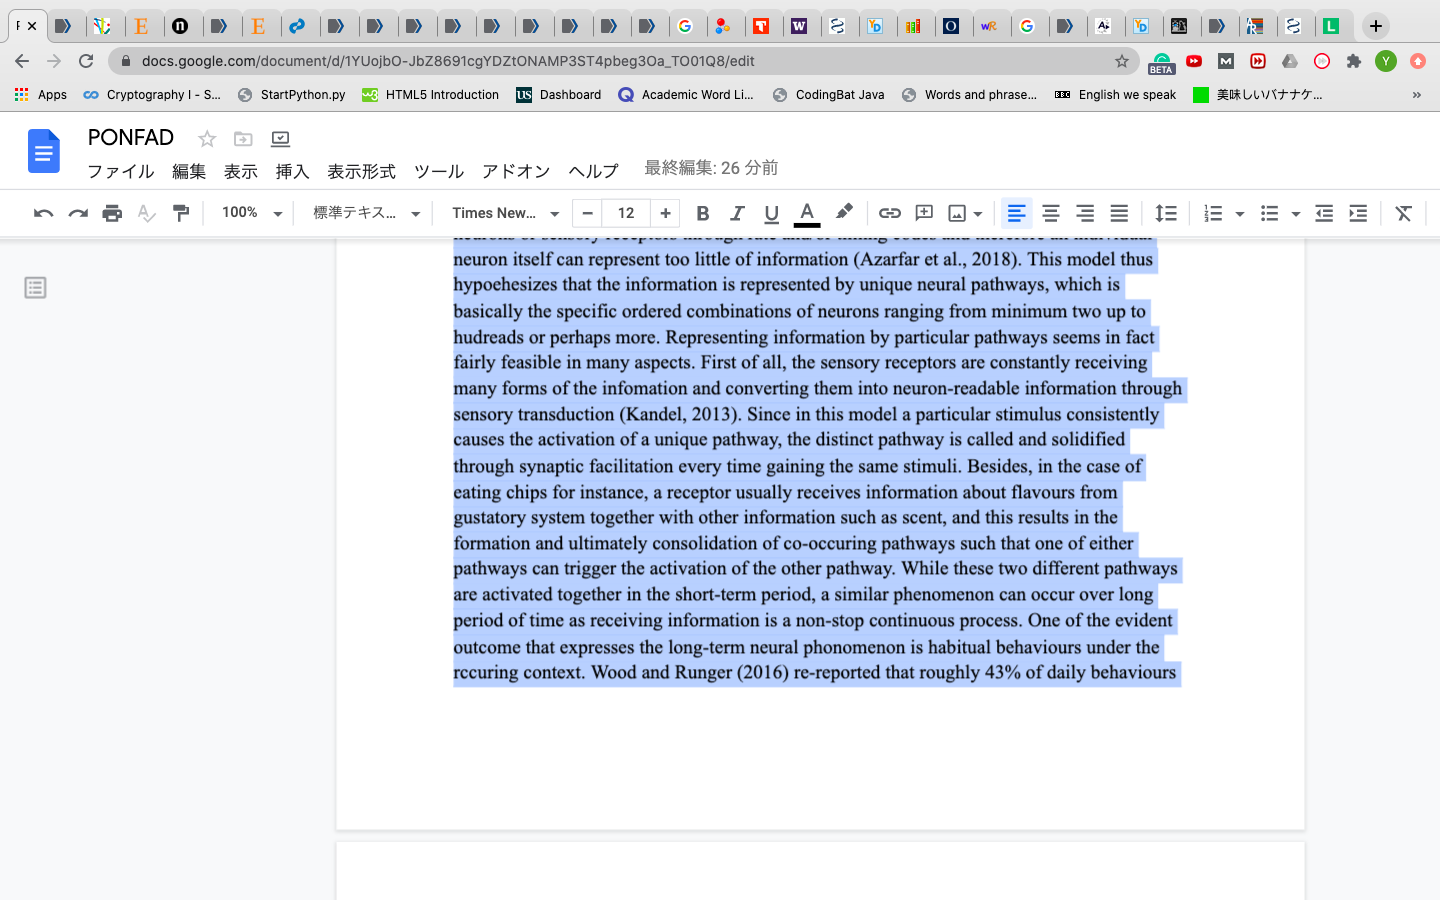 docs.google.com/document/d/1YUojbO-JbZ8691cgYDZtONAMP3ST4pbeg3Oa_TO01Q8/edit
BETA
Y
Apps
Cryptography I - S...
StartPython.py
HTML5 Introduction
Dashboard
Academic Word Li...
CodingBat Java
Words and phrase...
English we speak
美味しいバナナケ...
PONFAD
ファイル 編集 表示 挿入 表示形式 ツール アドオン ヘルプ 最終編集: 26 分前
100% 標準テキス... Times New... 12 B I U A
neurons or sensory receptors through rate and/or timing codes and therefore an individual
neuron itself can represent too little of information (Azarfar et al., 2018). This model thus
hypoehesizes that the information is represented by unique neural pathways, which is
basically the specific ordered combinations of neurons ranging from minimum two up to
hudreads or perhaps more. Representing information by particular pathways seems in fact
fairly feasible in many aspects. First of all, the sensory receptors are constantly receiving
many forms of the infomation and converting them into neuron-readable information through
sensory transduction (Kandel, 2013). Since in this model a particular stimulus consistently
causes the activation of a unique pathway, the distinct pathway is called and solidified
through synaptic facilitation every time gaining the same stimuli. Besides, in the case of
eating chips for instance, a receptor usually receives information about flavours from
gustatory system together with other information such as scent, and this results in the
formation and ultimately consolidation of co-occuring pathways such that one of either
pathways can trigger the activation of the other pathway. While these two different pathways
are activated together in the short-term period, a similar phenomenon can occur over long
period of time as receiving information is a non-stop continuous process. One of the evident
outcome that expresses the long-term neural phonomenon is habitual behaviours under the
rccuring context. Wood and Runger (2016) re-reported that roughly 43% of daily behaviours